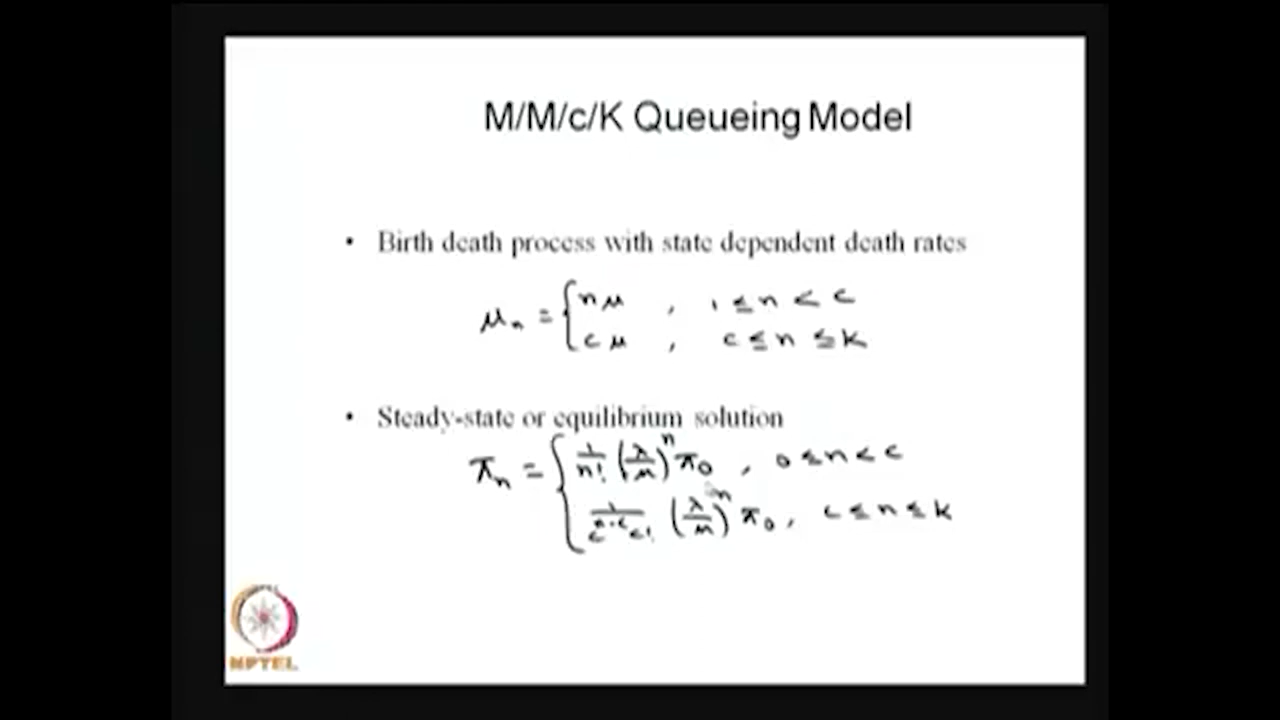 M/M/c/K Queueing Model
• Birth death process with state dependent death rates
μₙ = { nμ , 1 ≤ n < c
cμ , c ≤ n ≤ K
• Steady-state or equilibrium solution
πₙ = { 1/n! (λ/μ)ⁿ π₀ , 0 ≤ n < c
1/(cⁿ⁻ᶜ c!) (λ/μ)ⁿ π₀ , c ≤ n ≤ K
NPTEL